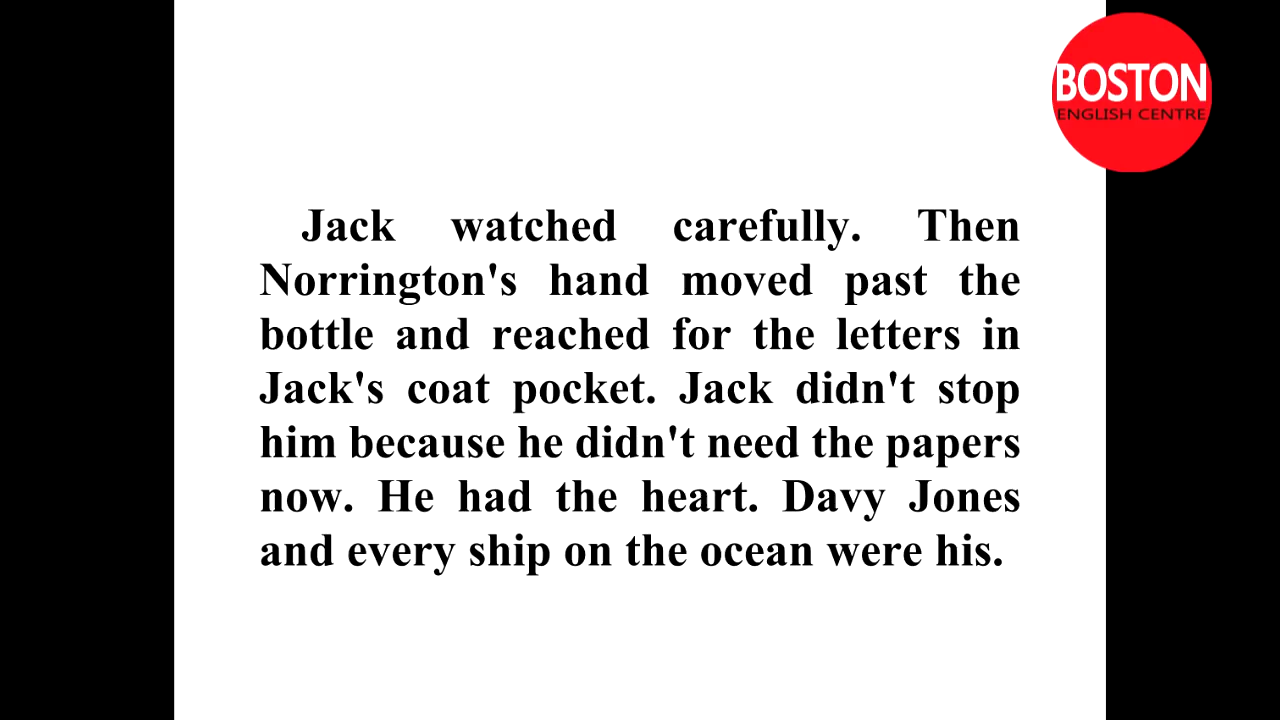 BOSTON
ENGLISH CENTRE
Jack watched carefully. Then
Norrington's hand moved past the
bottle and reached for the letters in
Jack's coat pocket. Jack didn't stop
him because he didn't need the papers
now. He had the heart. Davy Jones
and every ship on the ocean were his.